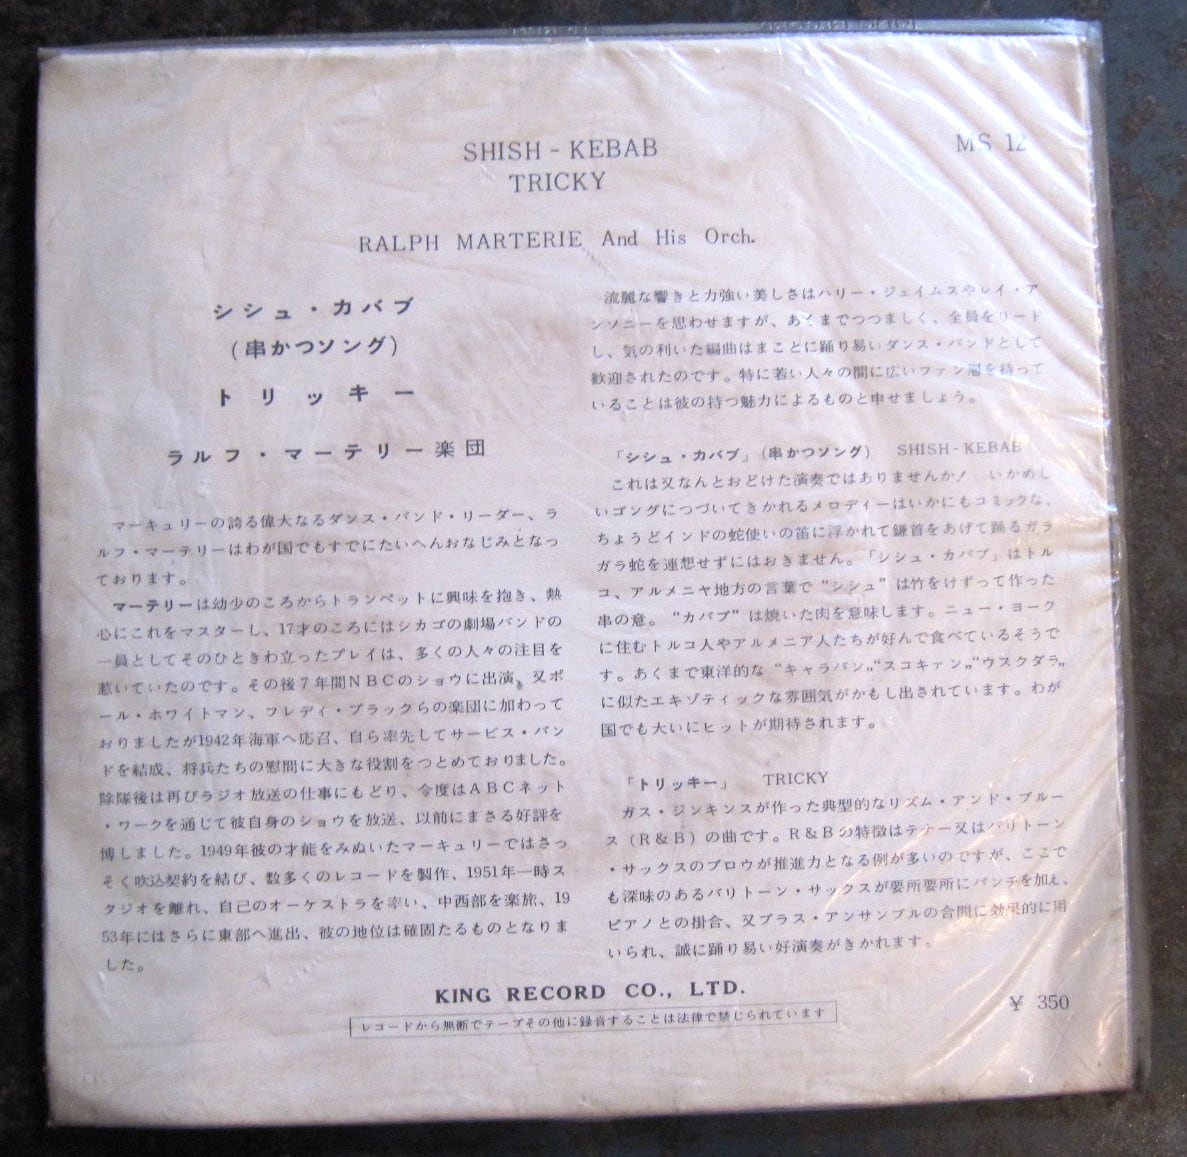 SHISH - KEBAB
MS 12
TRICKY
RALPH MARTERIE And His Orch.
シシュ・カバブ
(串かつソング)
トリッキー
ラルフ・マーテリー楽団
マーキュリーの誇る偉大なるダンス・バンド・リーダー、ラ
ルフ・マーテリーはわが国でもすでにたいへんおなじみとなっ
ております。
マーテリーは幼少のころからトランペットに興味を抱き、熱
心にこれをマスターし、17才のころにはシカゴの劇場バンドの
一員としてそのひときわ立ったプレイは、多くの人々の注目を
惹いていたのです。その後7年間NBCのショウに出演、又ポ
ール・ホワイトマン、フレディ・ブラックらの楽団に加わって
おりましたが1942年海軍へ応召、自ら率先してサービス・バン
ドを結成、将兵たちの慰問に大きな役割をつとめておりました。
除隊後は再びラジオ放送の仕事にもどり、今度はABCネット
・ワークを通じて彼自身のショウを放送、以前にまさる好評を
博しました。1949年彼の才能をみぬいたマーキュリーではさっ
そく吹込契約を結び、数多くのレコードを製作、1951年一時ス
タジオを離れ、自己のオーケストラを率い、中西部を楽旅、19
53年にはさらに東部へ進出、彼の地位は確固たるものとなりま
した。
流麗な響きと力強い美しさはハリー・ジェイムスやレイ・ア
ンソニーを思わせますが、あくまでつつましく、全員をリード
し、気の利いた編曲はまことに踊り易いダンス・バンドとして
歓迎されたのです。特に若い人々の間に広いファン層を持って
いることは彼の持つ魅力によるものと申せましょう。
「シシュ・カバブ」(串かつソング) SHISH-KEBAB
これは又なんとおどけた演奏ではありませんか! いかめし
いゴングにつづいてきかれるメロディーはいかにもコミックな、
ちょうどインドの蛇使いの笛に浮かれて鎌首をあげて踊るガラ
ガラ蛇を連想せずにはおきません。「シシュ・カバブ」はトル
コ、アルメニヤ地方の言葉で“シシュ”は竹をけずって作った
串の意。“カバブ”は焼いた肉を意味します。ニュー・ヨーク
に住むトルコ人やアルメニア人たちが好んで食べているそうで
す。あくまで東洋的な“キャラバン„“スコキァン„“ウスクダラ„
に似たエキゾティックな雰囲気がかもし出されています。わが
国でも大いにヒットが期待されます。
「トリッキー」 TRICKY
ガス・ジンキンスが作った典型的なリズム・アンド・ブルー
ス(R&B)の曲です。R&Bの特徴はテナー又はバリトーン
・サックスのブロウが推進力となる例が多いのですが、ここで
も深味のあるバリトーン・サックスが要所要所にパンチを加え、
ピアノとの掛合、又ブラス・アンサンブルの合間に効果的に用
いられ、誠に踊り易い好演奏がきかれます。
KING RECORD CO., LTD.
¥ 350
レコードから無断でテープその他に録音することは法律で禁じられています